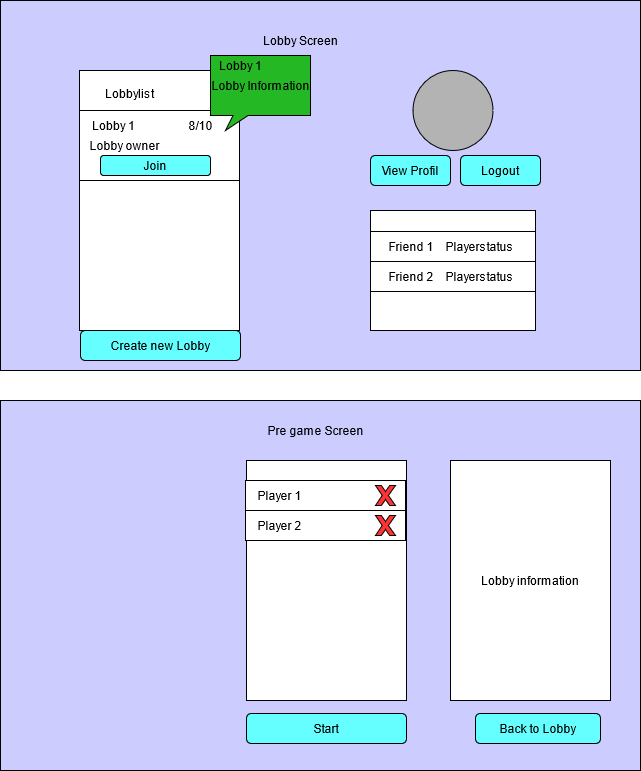 Lobby Screen
Lobby 1
Lobby Information
Lobbylist
Lobby 1 8/10
Lobby owner
Join
Create new Lobby
View Profil Logout
Friend 1 Playerstatus
Friend 2 Playerstatus
Pre game Screen
Player 1 X
Player 2 X
Lobby information
Start
Back to Lobby